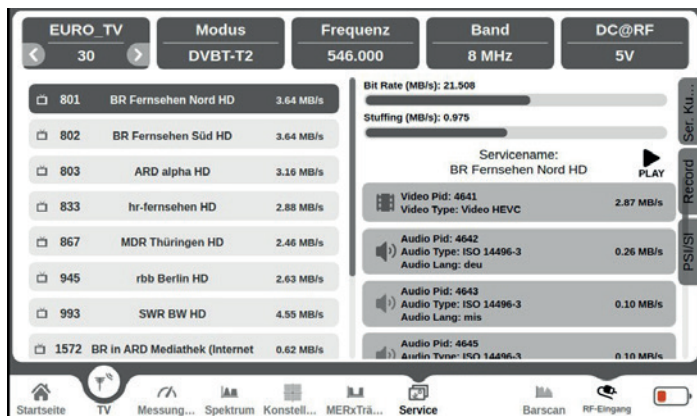 EURO_TV
30
Modus
DVBT-T2
Frequenz
546.000
Band
8 MHz
DC@RF
5V
801 BR Fernsehen Nord HD 3.64 MB/s
802 BR Fernsehen Süd HD 3.64 MB/s
803 ARD alpha HD 3.16 MB/s
833 hr-fernsehen HD 2.88 MB/s
867 MDR Thüringen HD 2.46 MB/s
945 rbb Berlin HD 2.63 MB/s
993 SWR BW HD 4.55 MB/s
1572 BR in ARD Mediathek (Internet 0.62 MB/s
Bit Rate (MB/s): 21.508
Stuffing (MB/s): 0.975
Servicename:
BR Fernsehen Nord HD
PLAY
Video Pid: 4641
Video Type: Video HEVC
2.87 MB/s
Audio Pid: 4642
Audio Type: ISO 14496-3
Audio Lang: deu
0.26 MB/s
Audio Pid: 4643
Audio Type: ISO 14496-3
Audio Lang: mis
0.10 MB/s
Audio Pid: 4645
Audio Type: ISO 14496-3
0.10 MB/s
Ser. Ku...
Record
PSI/SI
Startseite
TV
Messung...
Spektrum
Konstell...
MERxTrä...
Service
Barscan
RF-Eingang